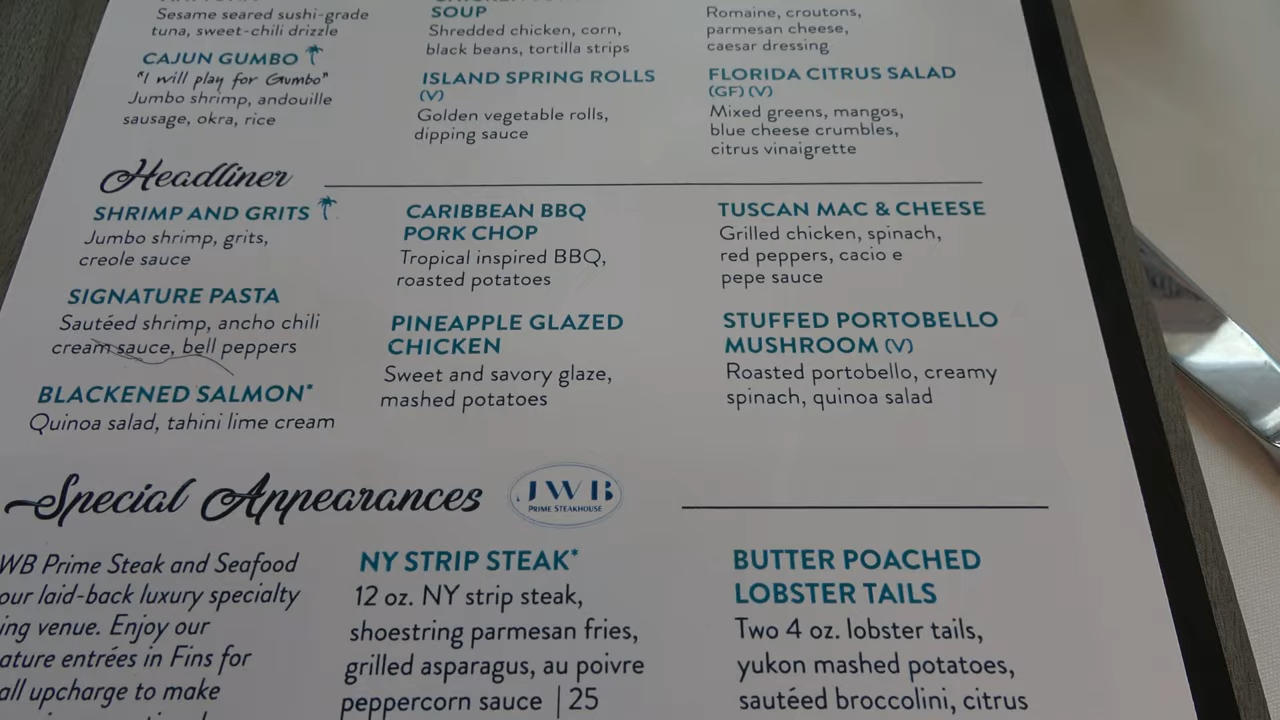 Sesame seared sushi-grade
tuna, sweet-chili drizzle
CAJUN GUMBO
"I will play for Gumbo"
Jumbo shrimp, andouille
sausage, okra, rice
SOUP
Shredded chicken, corn,
black beans, tortilla strips
ISLAND SPRING ROLLS
(V)
Golden vegetable rolls,
dipping sauce
Romaine, croutons,
parmesan cheese,
caesar dressing
FLORIDA CITRUS SALAD
(GF) (V)
Mixed greens, mangos,
blue cheese crumbles,
citrus vinaigrette
Headliner
SHRIMP AND GRITS
Jumbo shrimp, grits,
creole sauce
SIGNATURE PASTA
Sautéed shrimp, ancho chili
cream sauce, bell peppers
BLACKENED SALMON*
Quinoa salad, tahini lime cream
CARIBBEAN BBQ
PORK CHOP
Tropical inspired BBQ,
roasted potatoes
PINEAPPLE GLAZED
CHICKEN
Sweet and savory glaze,
mashed potatoes
TUSCAN MAC & CHEESE
Grilled chicken, spinach,
red peppers, cacio e
pepe sauce
STUFFED PORTOBELLO
MUSHROOM (V)
Roasted portobello, creamy
spinach, quinoa salad
Special Appearances
JWB
PRIME STEAKHOUSE
WB Prime Steak and Seafood
our laid-back luxury specialty
ing venue. Enjoy our
ature entrées in Fins for
all upcharge to make
NY STRIP STEAK*
12 oz. NY strip steak,
shoestring parmesan fries,
grilled asparagus, au poivre
peppercorn sauce | 25
BUTTER POACHED
LOBSTER TAILS
Two 4 oz. lobster tails,
yukon mashed potatoes,
sautéed broccolini, citrus